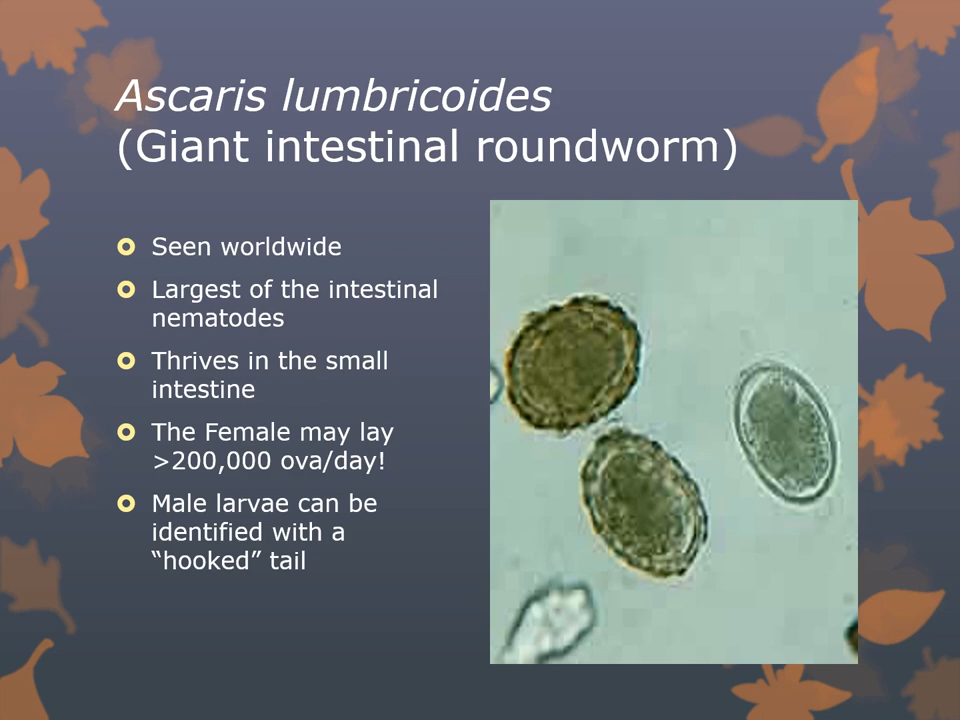 Ascaris lumbricoides
(Giant intestinal roundworm)
Seen worldwide
Largest of the intestinal
nematodes
Thrives in the small
intestine
The Female may lay
>200,000 ova/day!
Male larvae can be
identified with a
“hooked” tail